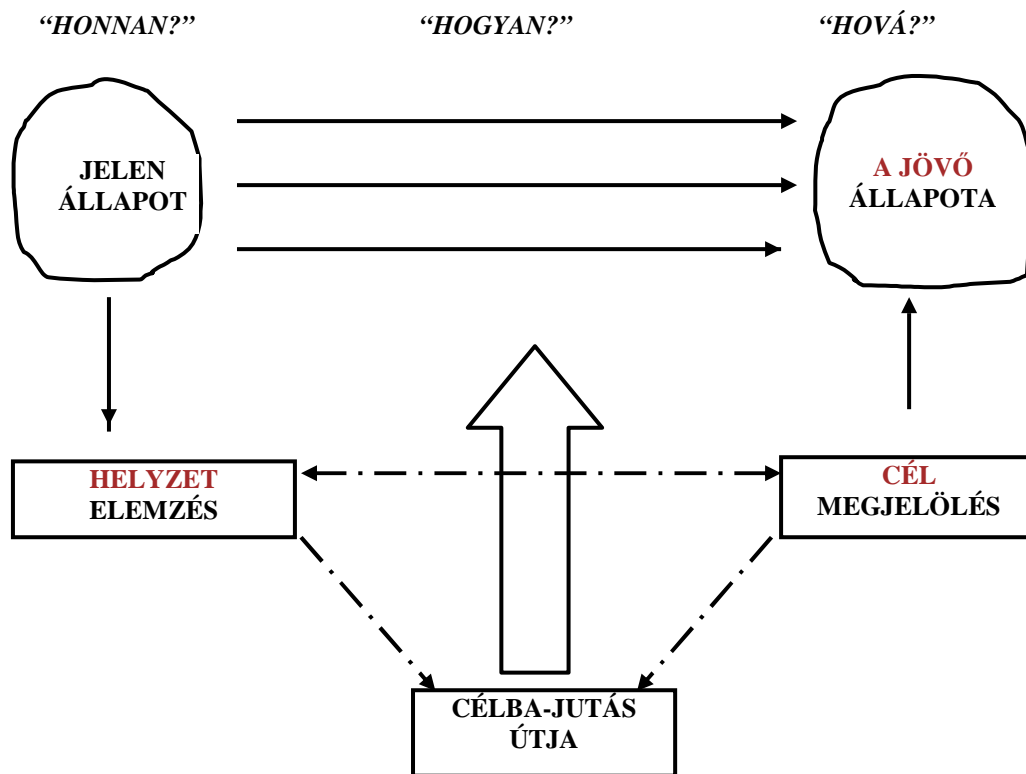 “HONNAN?”
“HOGYAN?”
“HOVÁ?”
JELEN
ÁLLAPOT
A JÖVŐ
ÁLLAPOTA
HELYZET
ELEMZÉS
CÉL
MEGJELÖLÉS
CÉLBA-JUTÁS
ÚTJA